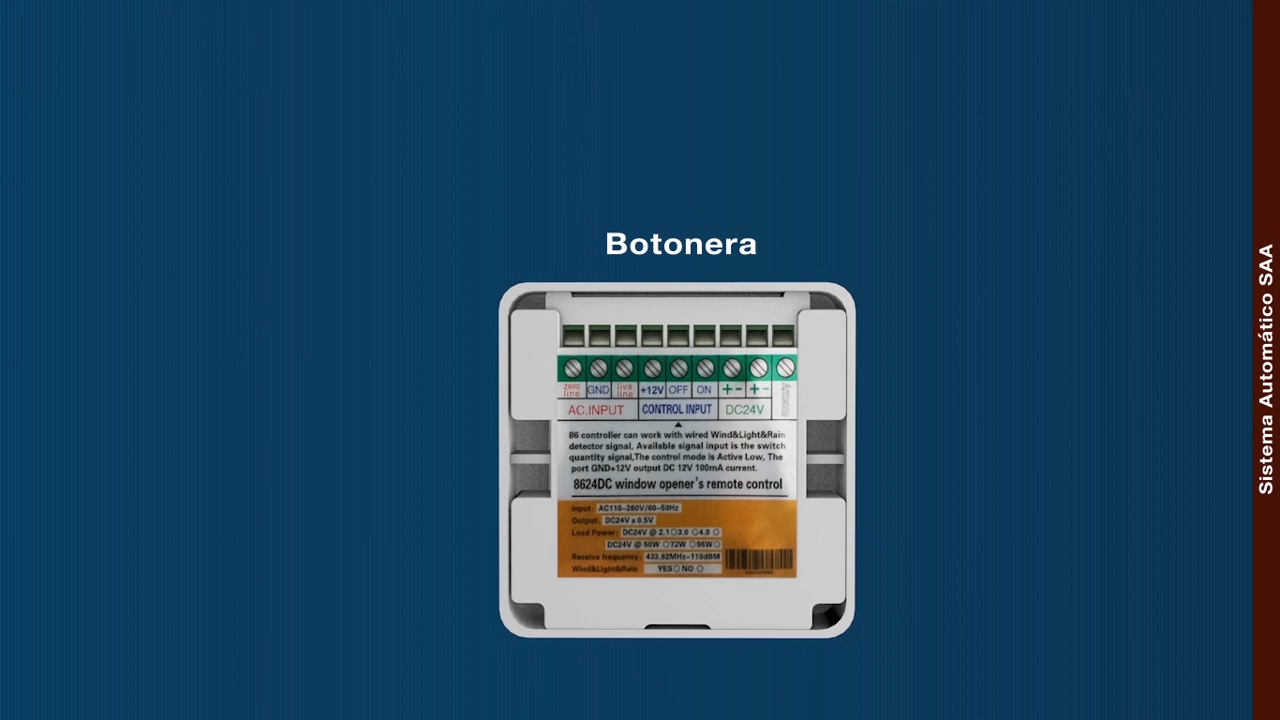 Botonera
zero line GND live line +12V OFF ON + - + - Antenna
AC.INPUT CONTROL INPUT DC24V
86 controller can work with wired Wind&Light&Rain
detector signal, Available signal input is the switch
quantity signal,The control mode is Active Low, The
port GND+12V output DC 12V 100mA current.
8624DC window opener's remote control
Input: AC110~260V/60~50Hz
Output: DC24V ± 0.5V
Load Power: DC24V @ 2.1 3.0 4.0
DC24V @ 50W 72W 96W
Receive frequency: 433.92MHz-110dBM
Wind&Light&Rain YES NO
Sistema Automático SAA